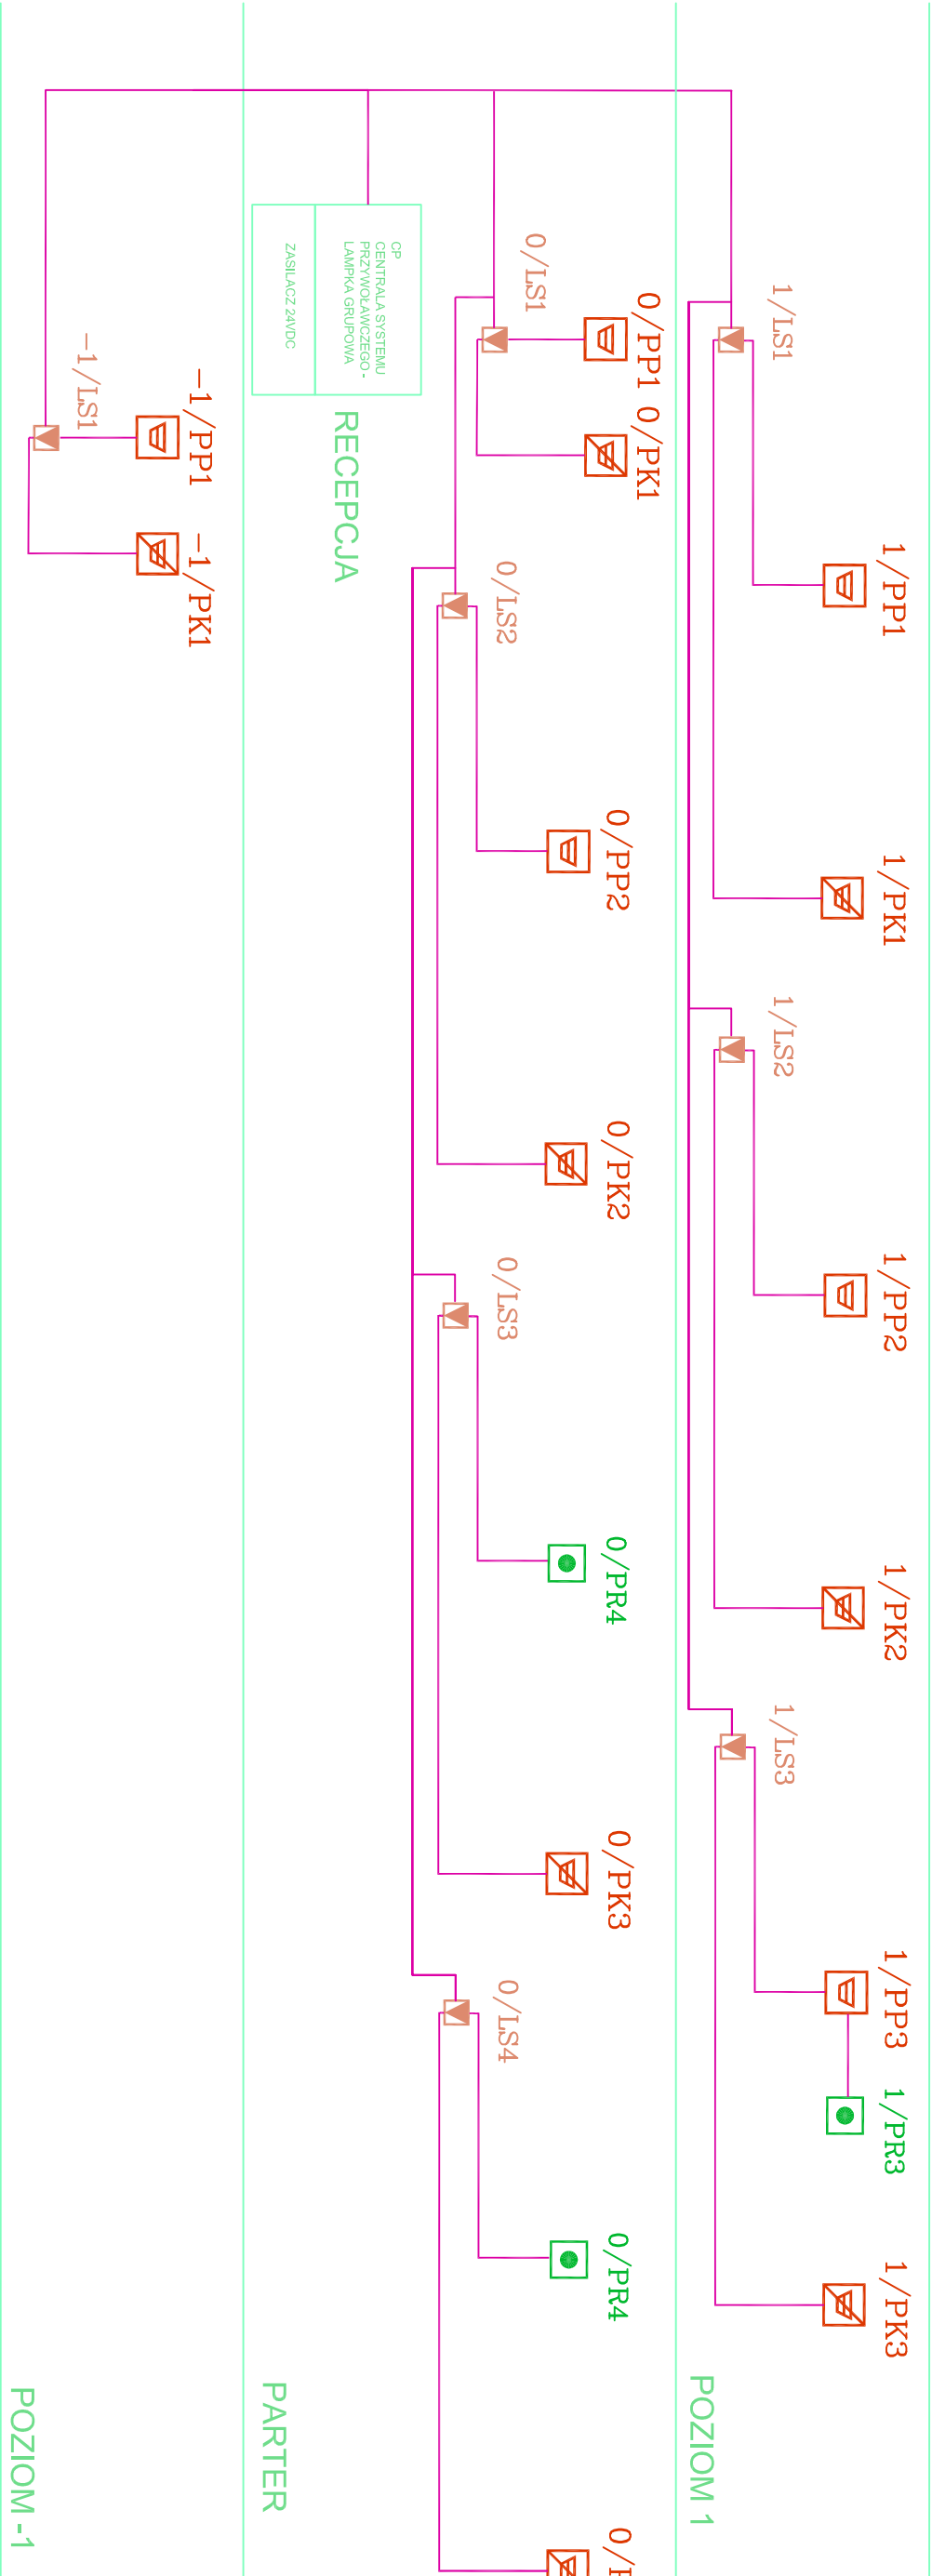 1/LS1
1/PP1
1/PK1
1/LS2
1/PP2
1/PK2
1/LS3
1/PP3
1/PR3
1/PK3
POZIOM 1
0/LS1
0/PP1
0/PK1
0/LS2
0/PP2
0/PK2
0/LS3
0/PR4
0/PK3
0/LS4
0/PR4
CP
CENTRALA SYSTEMU
PRZYWOŁAWCZEGO -
LAMPKA GRUPOWA
ZASILACZ 24VDC
RECEPCJA
PARTER
-1/LS1
-1/PP1
-1/PK1
POZIOM -1